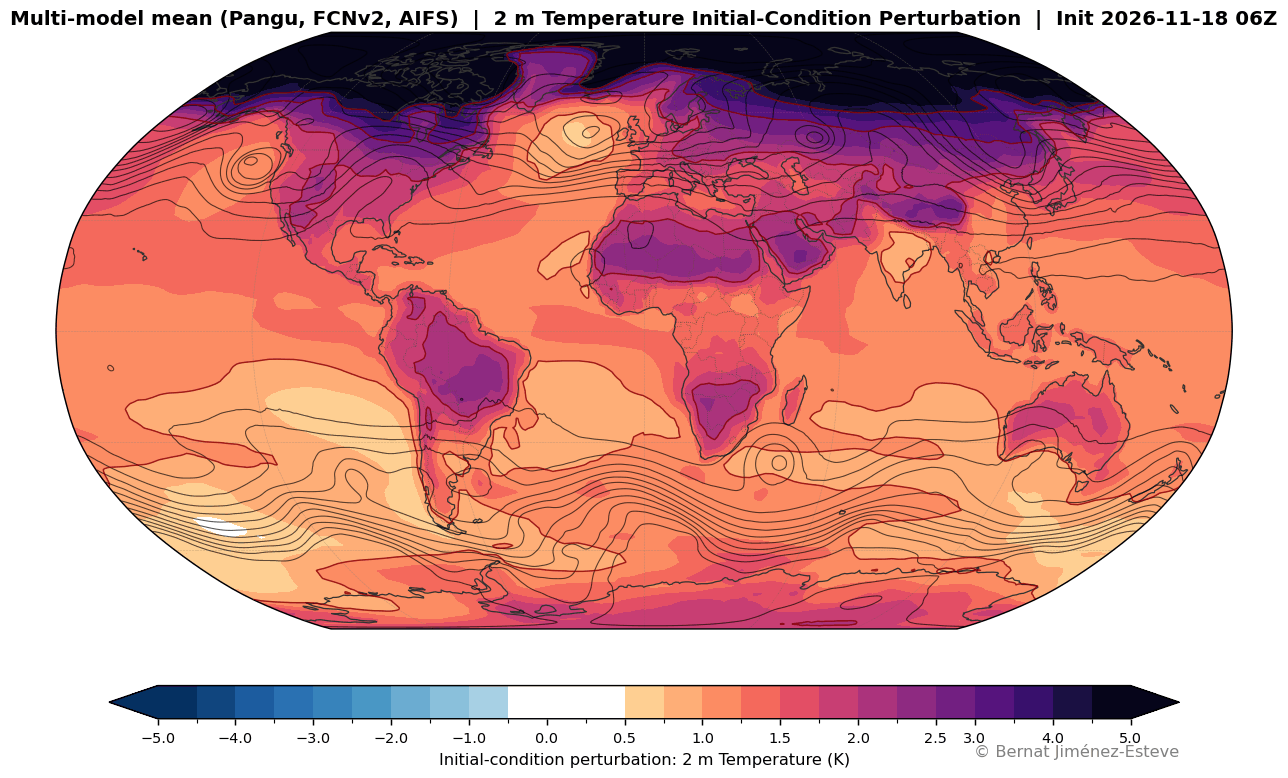 Multi-model mean (Pangu, FCNv2, AIFS)  |  2 m Temperature Initial-Condition Perturbation  |  Init 2026-11-18 06Z
−5.0 −4.0 −3.0 −2.0 −1.0 0.0 0.5 1.0 1.5 2.0 2.5 3.0 4.0 5.0
© Bernat Jiménez-Esteve
Initial-condition perturbation: 2 m Temperature (K)